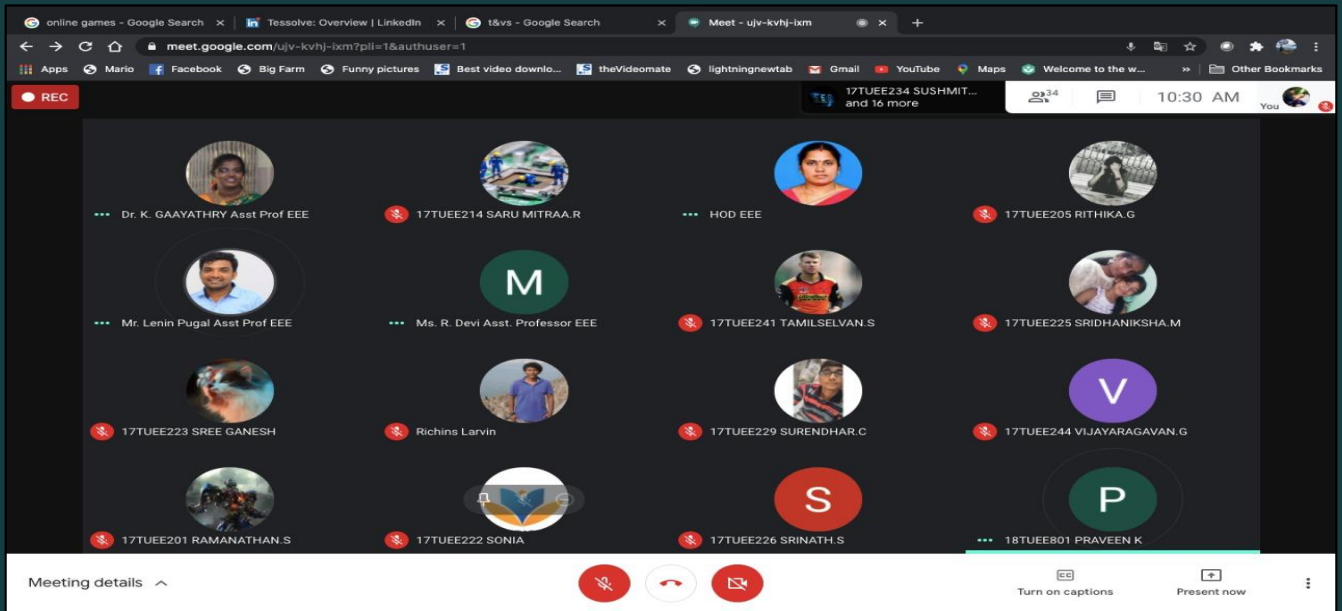 online games - Google Search
Tessolve: Overview | LinkedIn
t&vs - Google Search
Meet - ujv-kvhj-ixm
meet.google.com/ujv-kvhj-ixm?pli=1&authuser=1
Apps Mario Facebook Big Farm Funny pictures Best video downlo... theVideomate lightningnewtab Gmail YouTube Maps Welcome to the w... » Other Bookmarks
REC
17TUEE234 SUSHMIT...
and 16 more
34
10:30 AM
You
Dr. K. GAAYATHRY Asst Prof EEE
17TUEE214 SARU MITRAA.R
HOD EEE
17TUEE205 RITHIKA.G
M
Mr. Lenin Pugal Asst Prof EEE
Ms. R. Devi Asst. Professor EEE
17TUEE241 TAMILSELVAN.S
17TUEE225 SRIDHANIKSHA.M
V
17TUEE223 SREE GANESH
Richins Larvin
17TUEE229 SURENDHAR.C
17TUEE244 VIJAYARAGAVAN.G
S
P
17TUEE201 RAMANATHAN.S
17TUEE222 SONIA
17TUEE226 SRINATH.S
18TUEE801 PRAVEEN K
Meeting details
CC
Turn on captions
Present now